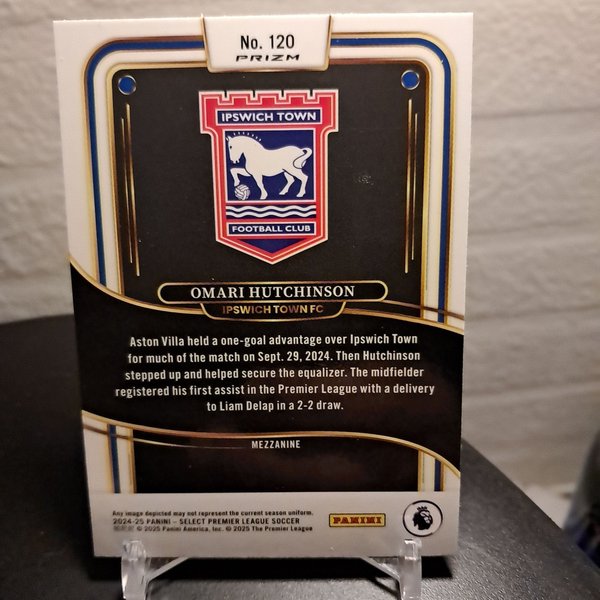 No. 120
PRIZM
IPSWICH TOWN
FOOTBALL CLUB
OMARI HUTCHINSON
IPSWICH TOWN FC
Aston Villa held a one-goal advantage over Ipswich Town
for much of the match on Sept. 29, 2024. Then Hutchinson
stepped up and helped secure the equalizer. The midfielder
registered his first assist in the Premier League with a delivery
to Liam Delap in a 2-2 draw.
MEZZANINE
Any image depicted may not represent the current season uniform.
2024-25 PANINI – SELECT PREMIER LEAGUE SOCCER
© 2025 Panini America, Inc. © 2025 The Premier League
PANINI